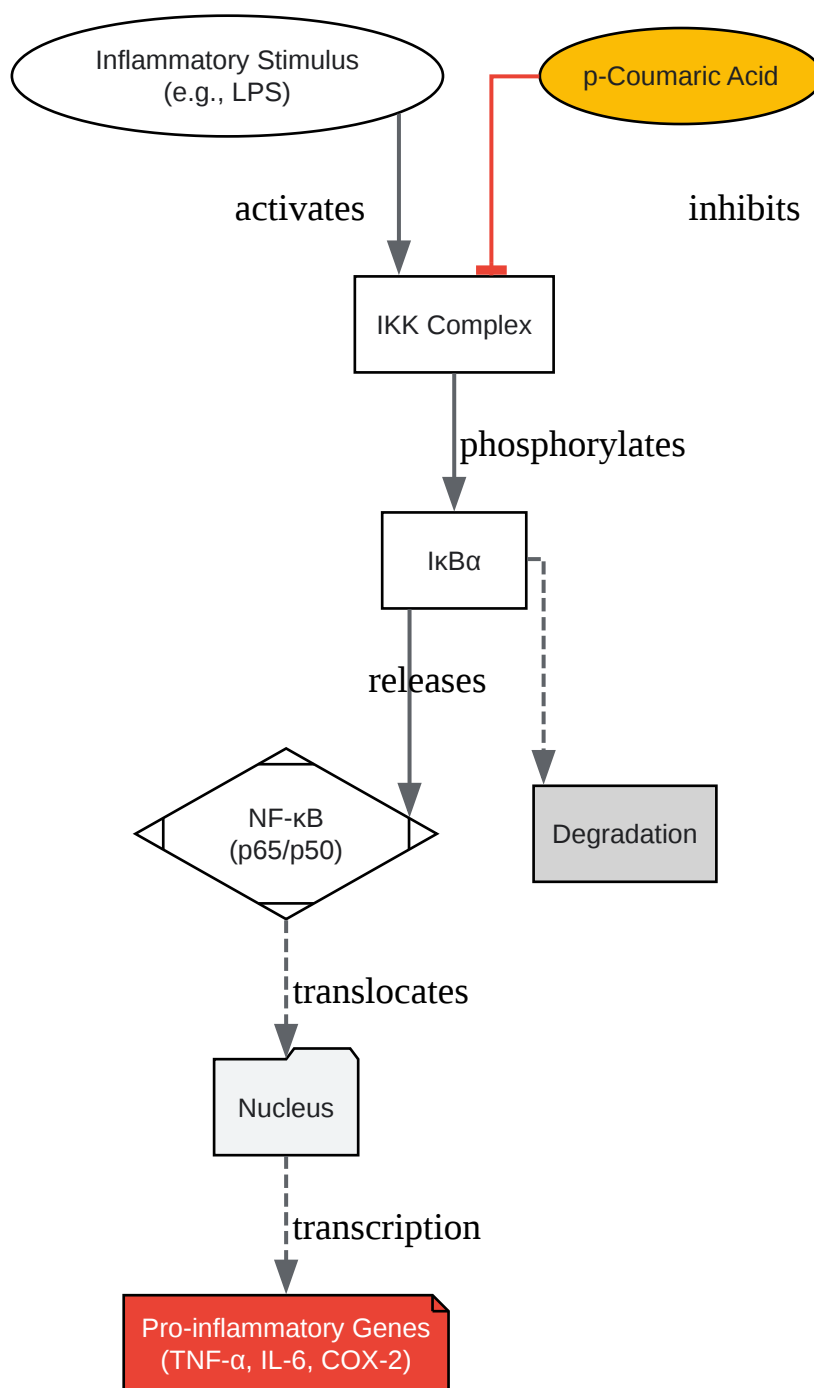 Inflammatory Stimulus
(e.g., LPS)
p-Coumaric Acid
activates
inhibits
IKK Complex
phosphorylates
IκBα
releases
NF-κB
(p65/p50)
Degradation
translocates
Nucleus
transcription
Pro-inflammatory Genes
(TNF-α, IL-6, COX-2)